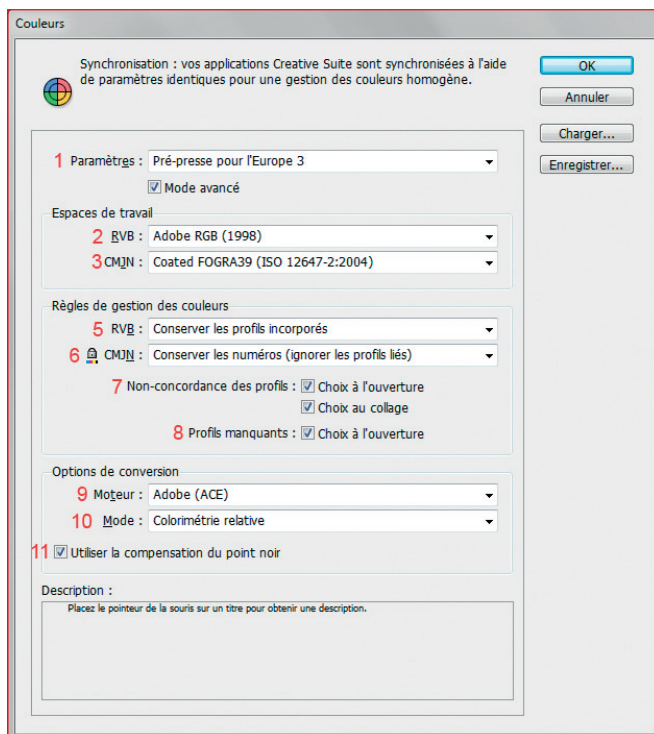 Couleurs
Synchronisation : vos applications Creative Suite sont synchronisées à l'aide
de paramètres identiques pour une gestion des couleurs homogène.
OK
Annuler
Charger...
Enregistrer...
1 Paramètres : Pré-presse pour l'Europe 3
Mode avancé
Espaces de travail
2 RVB : Adobe RGB (1998)
3 CMJN : Coated FOGRA39 (ISO 12647-2:2004)
Règles de gestion des couleurs
5 RVB : Conserver les profils incorporés
6 CMJN : Conserver les numéros (ignorer les profils liés)
7 Non-concordance des profils : Choix à l'ouverture
Choix au collage
8 Profils manquants : Choix à l'ouverture
Options de conversion
9 Moteur : Adobe (ACE)
10 Mode : Colorimétrie relative
11 Utiliser la compensation du point noir
Description :
Placez le pointeur de la souris sur un titre pour obtenir une description.